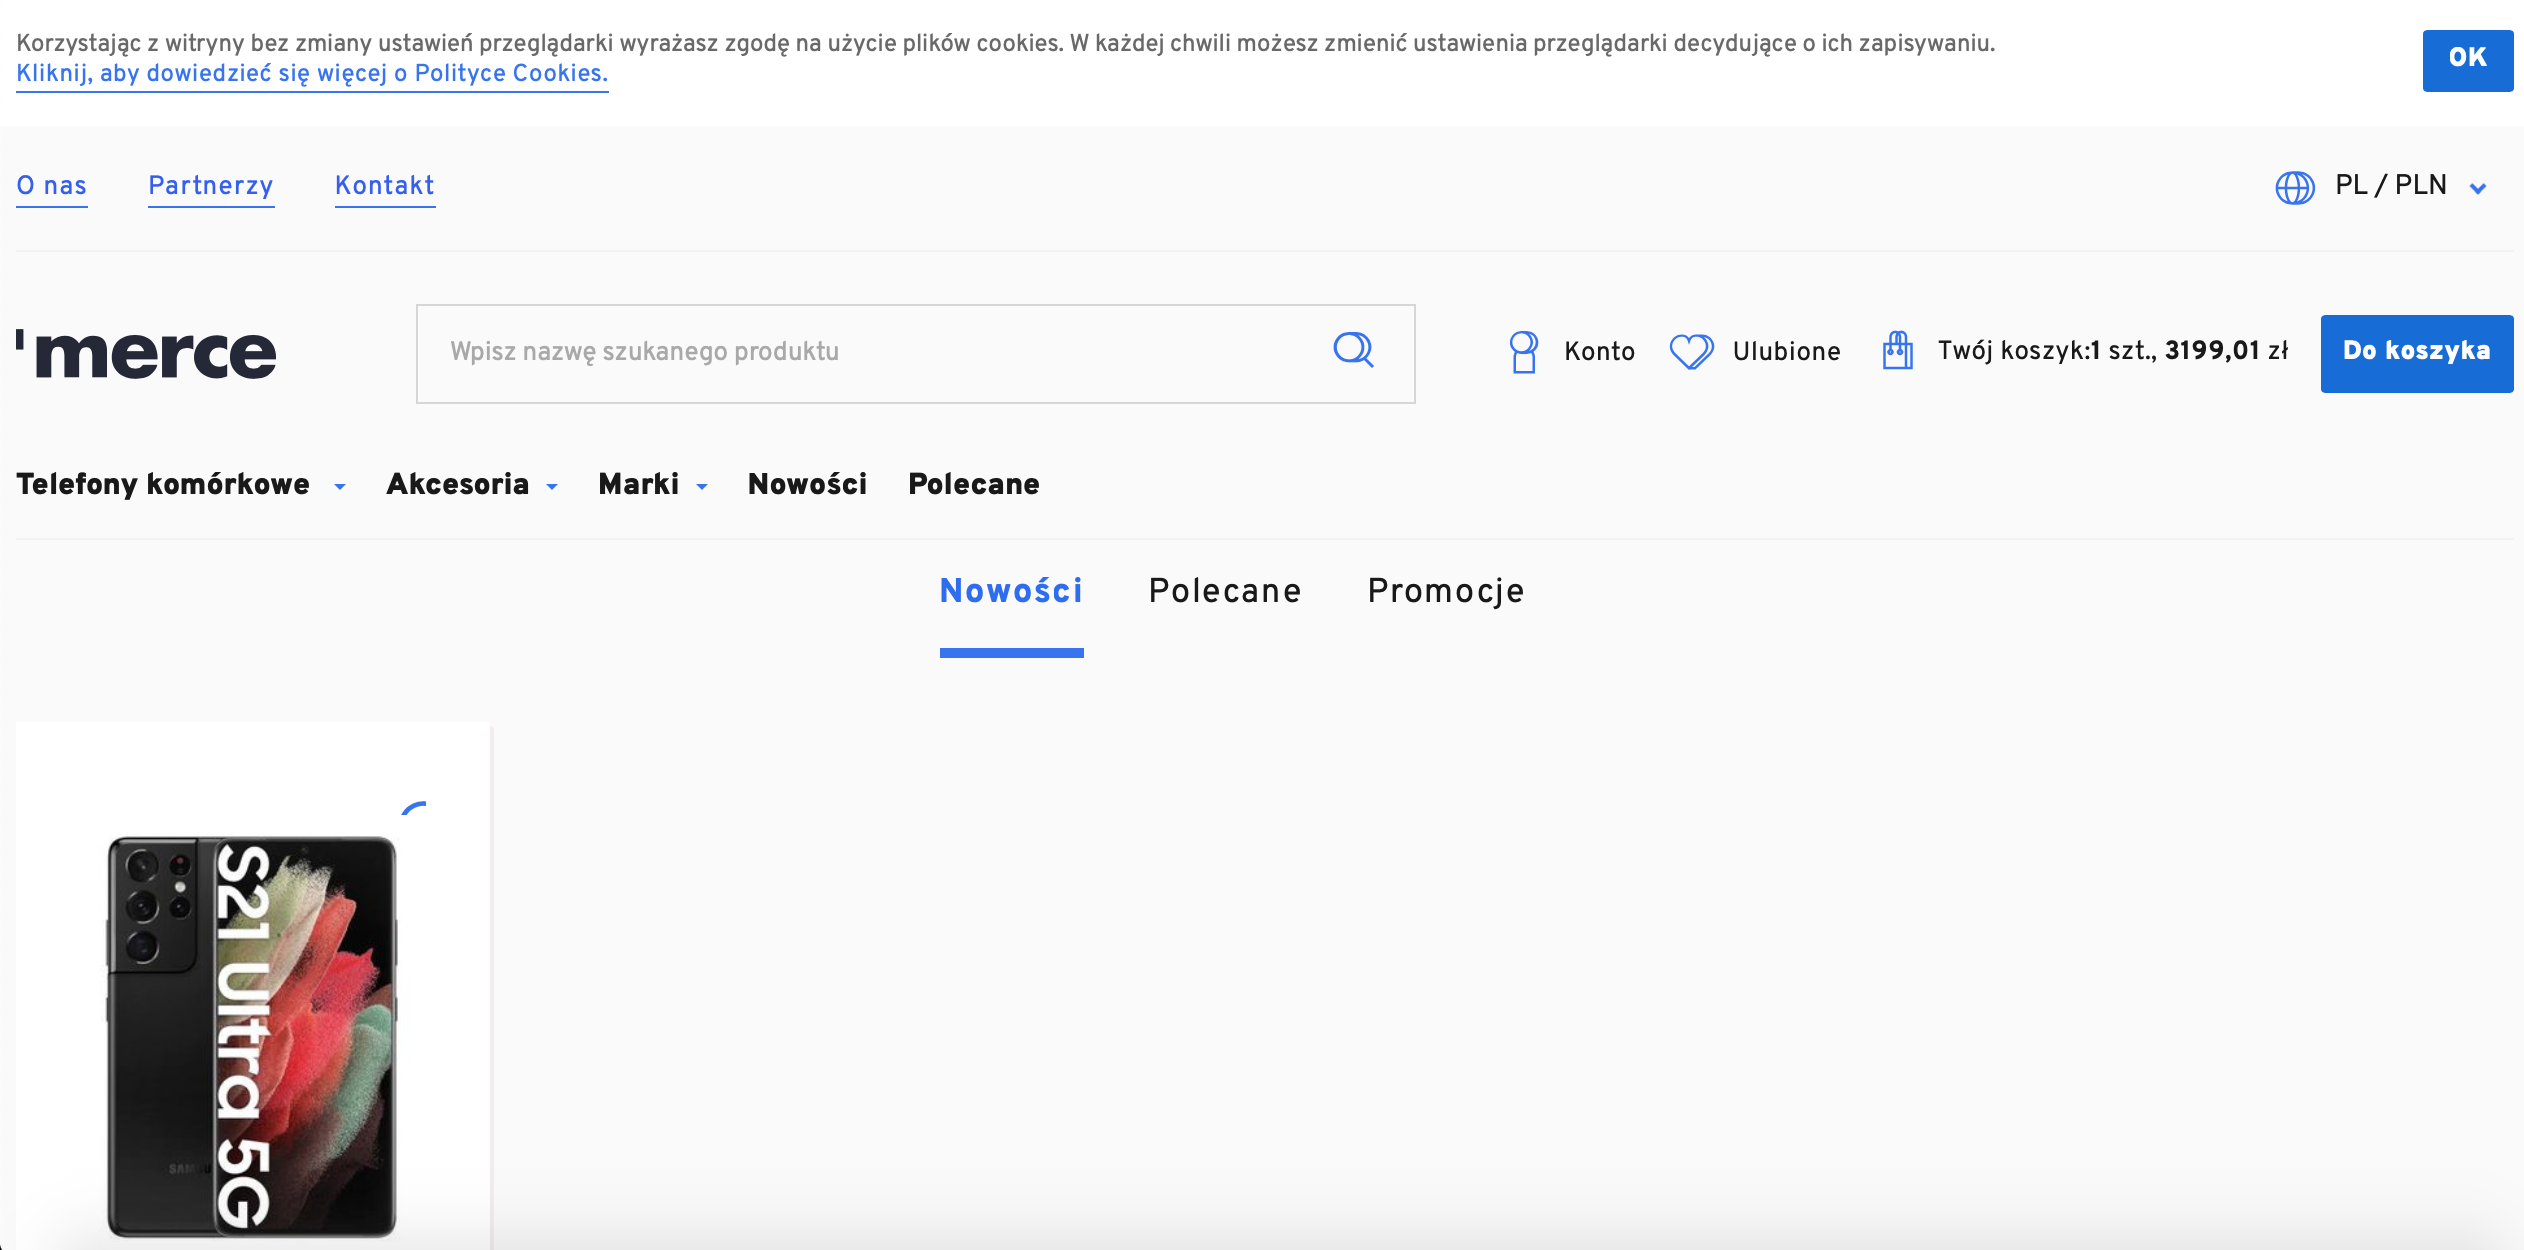 Korzystając z witryny bez zmiany ustawień przeglądarki wyrażasz zgodę na użycie plików cookies. W każdej chwili możesz zmienić ustawienia przeglądarki decydujące o ich zapisywaniu.
Kliknij, aby dowiedzieć się więcej o Polityce Cookies.
OK
O nas Partnerzy Kontakt
PL / PLN
'merce
Wpisz nazwę szukanego produktu
Konto Ulubione Twój koszyk:1 szt., 3199,01 zł Do koszyka
Telefony komórkowe Akcesoria Marki Nowości Polecane
Nowości Polecane Promocje
S21 Ultra 5G